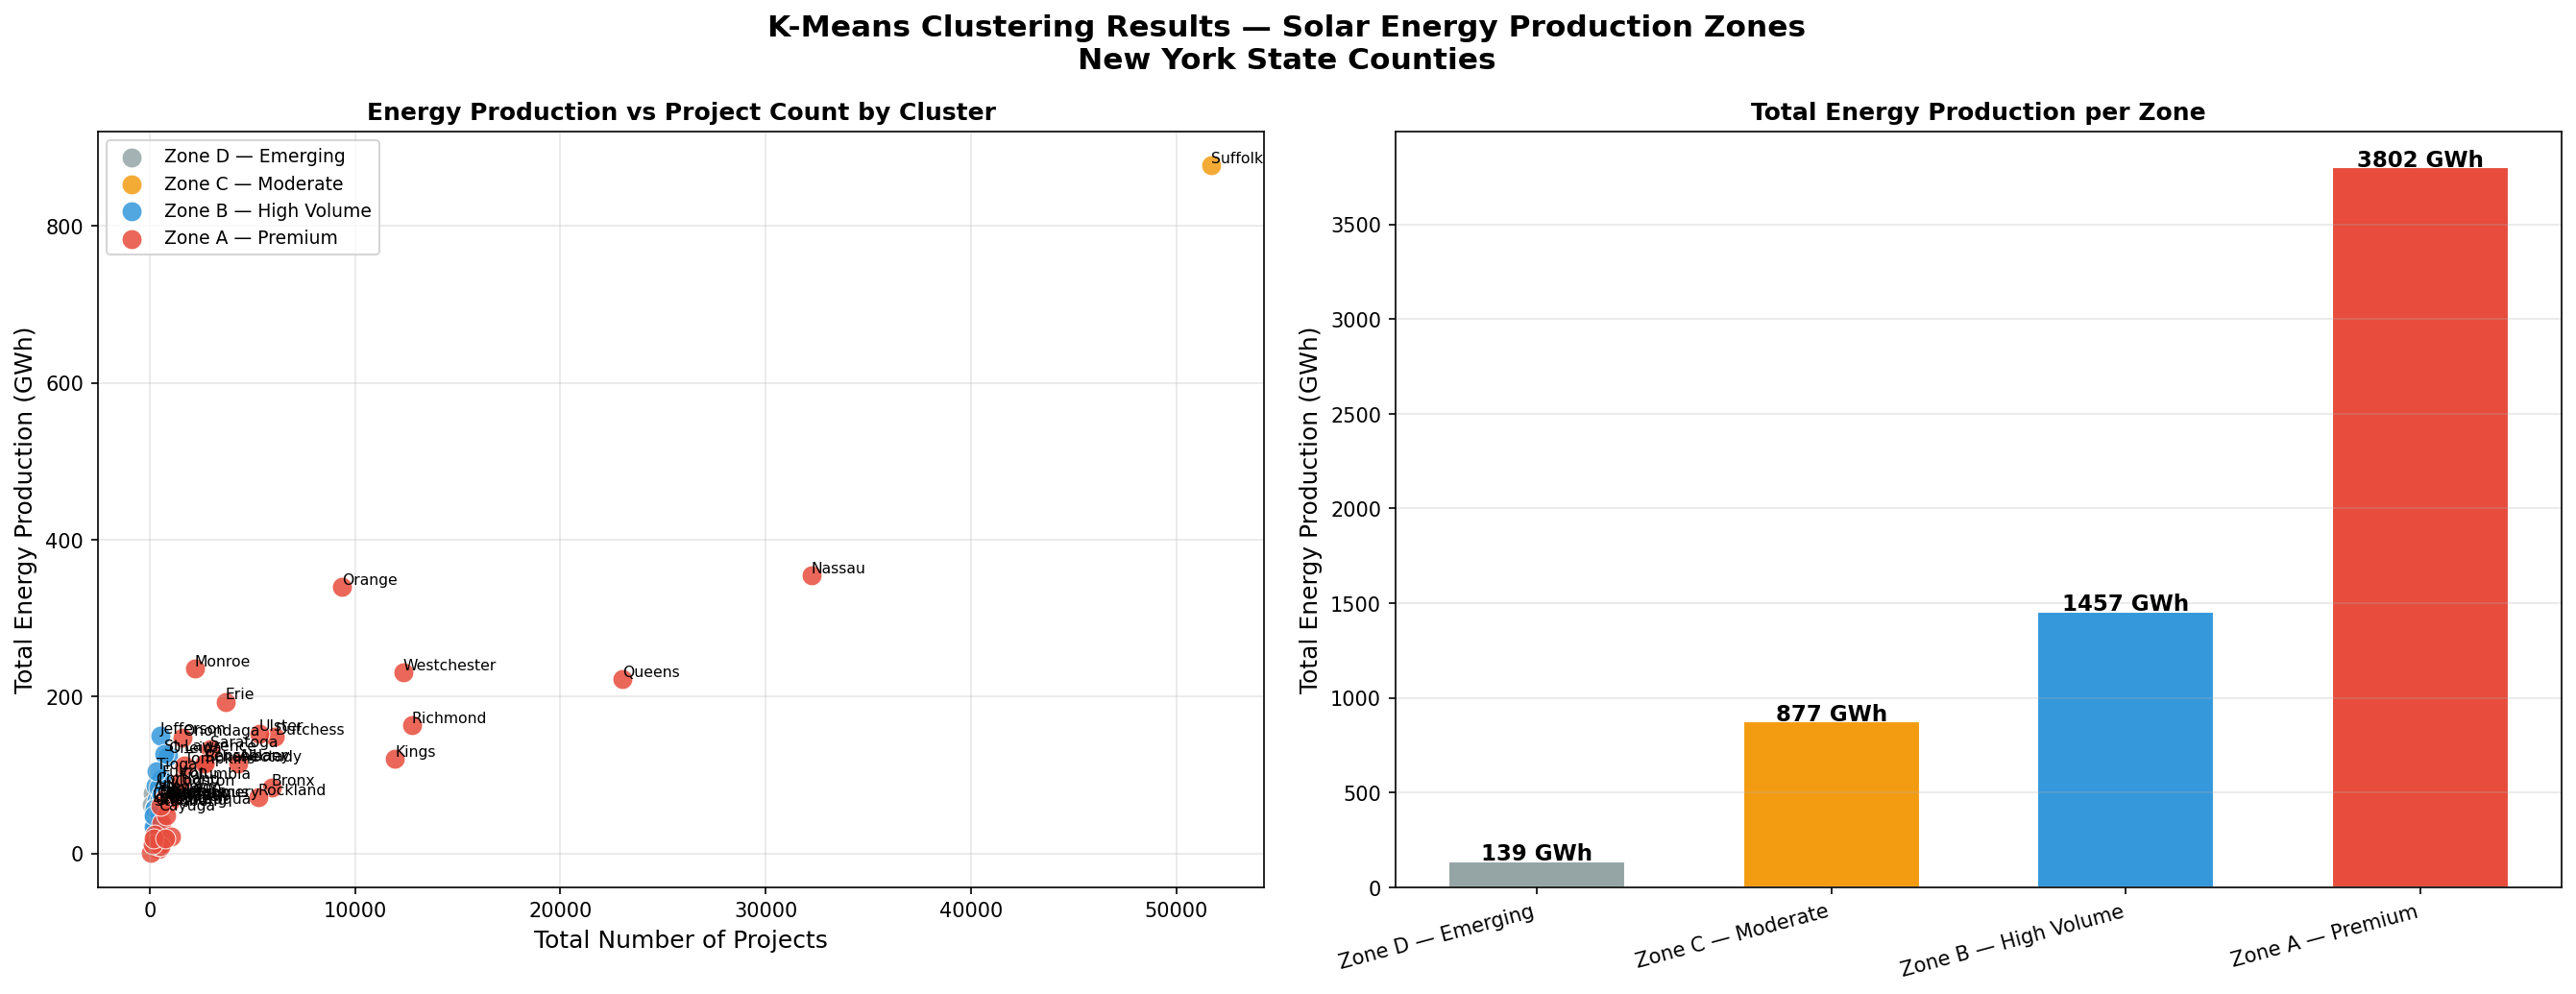 K-Means Clustering Results — Solar Energy Production Zones
New York State Counties
Energy Production vs Project Count by Cluster
Total Energy Production (GWh)
800
600
400
200
0
Zone D — Emerging
Zone C — Moderate
Zone B — High Volume
Zone A — Premium
Suffolk
Nassau
Orange
Monroe
Westchester
Queens
Erie
Richmond
Jefferson
Onondaga
Ulster
Dutchess
Saratoga
Kings
Albany
Tompkins
Tioga
Columbia
Bronx
Rockland
Cayuga
0
10000
20000
30000
40000
50000
Total Number of Projects
Total Energy Production per Zone
Total Energy Production (GWh)
3500
3000
2500
2000
1500
1000
500
0
139 GWh
877 GWh
1457 GWh
3802 GWh
Zone D — Emerging
Zone C — Moderate
Zone B — High Volume
Zone A — Premium